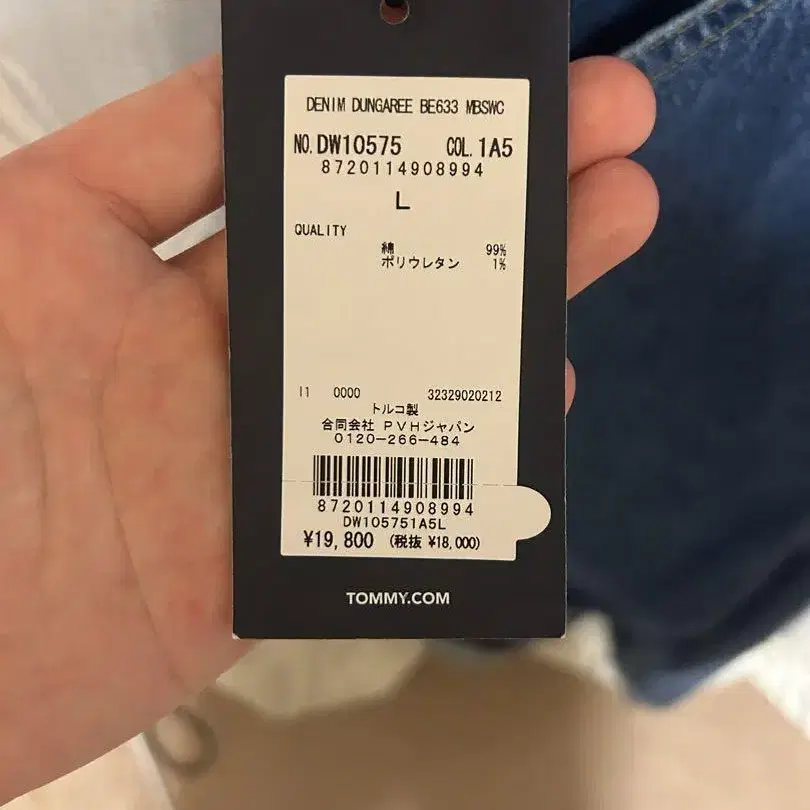 DENIM DUNGAREE BE633 MBSWC
NO. DW10575 COL. 1A5
8720114908994
L
QUALITY
綿 99%
ポリウレタン 1%
I1 0000 32329020212
トルコ製
合同会社 PVHジャパン
0120-266-484
8720114908994
DW105751A5L
¥19,800 (税抜 ¥18,000)
TOMMY.COM